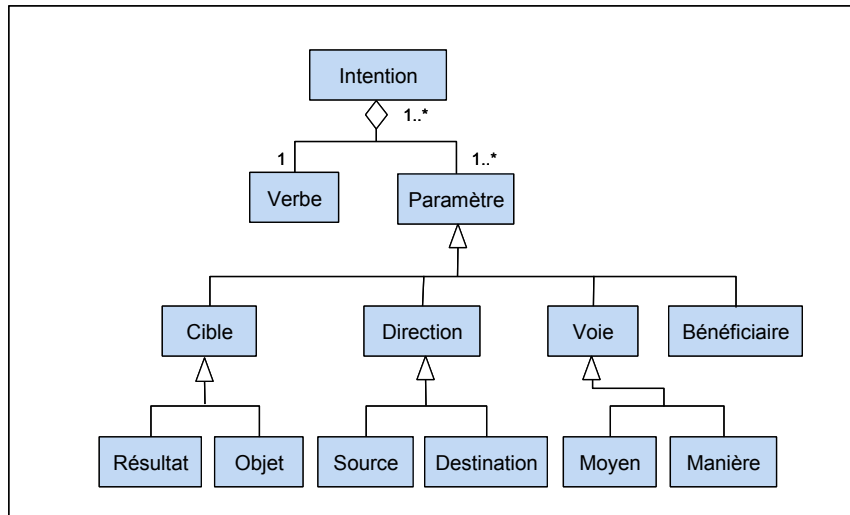 Intention
1..*
1
1..*
Verbe
Paramètre
Cible
Direction
Voie
Bénéficiaire
Résultat
Objet
Source
Destination
Moyen
Manière